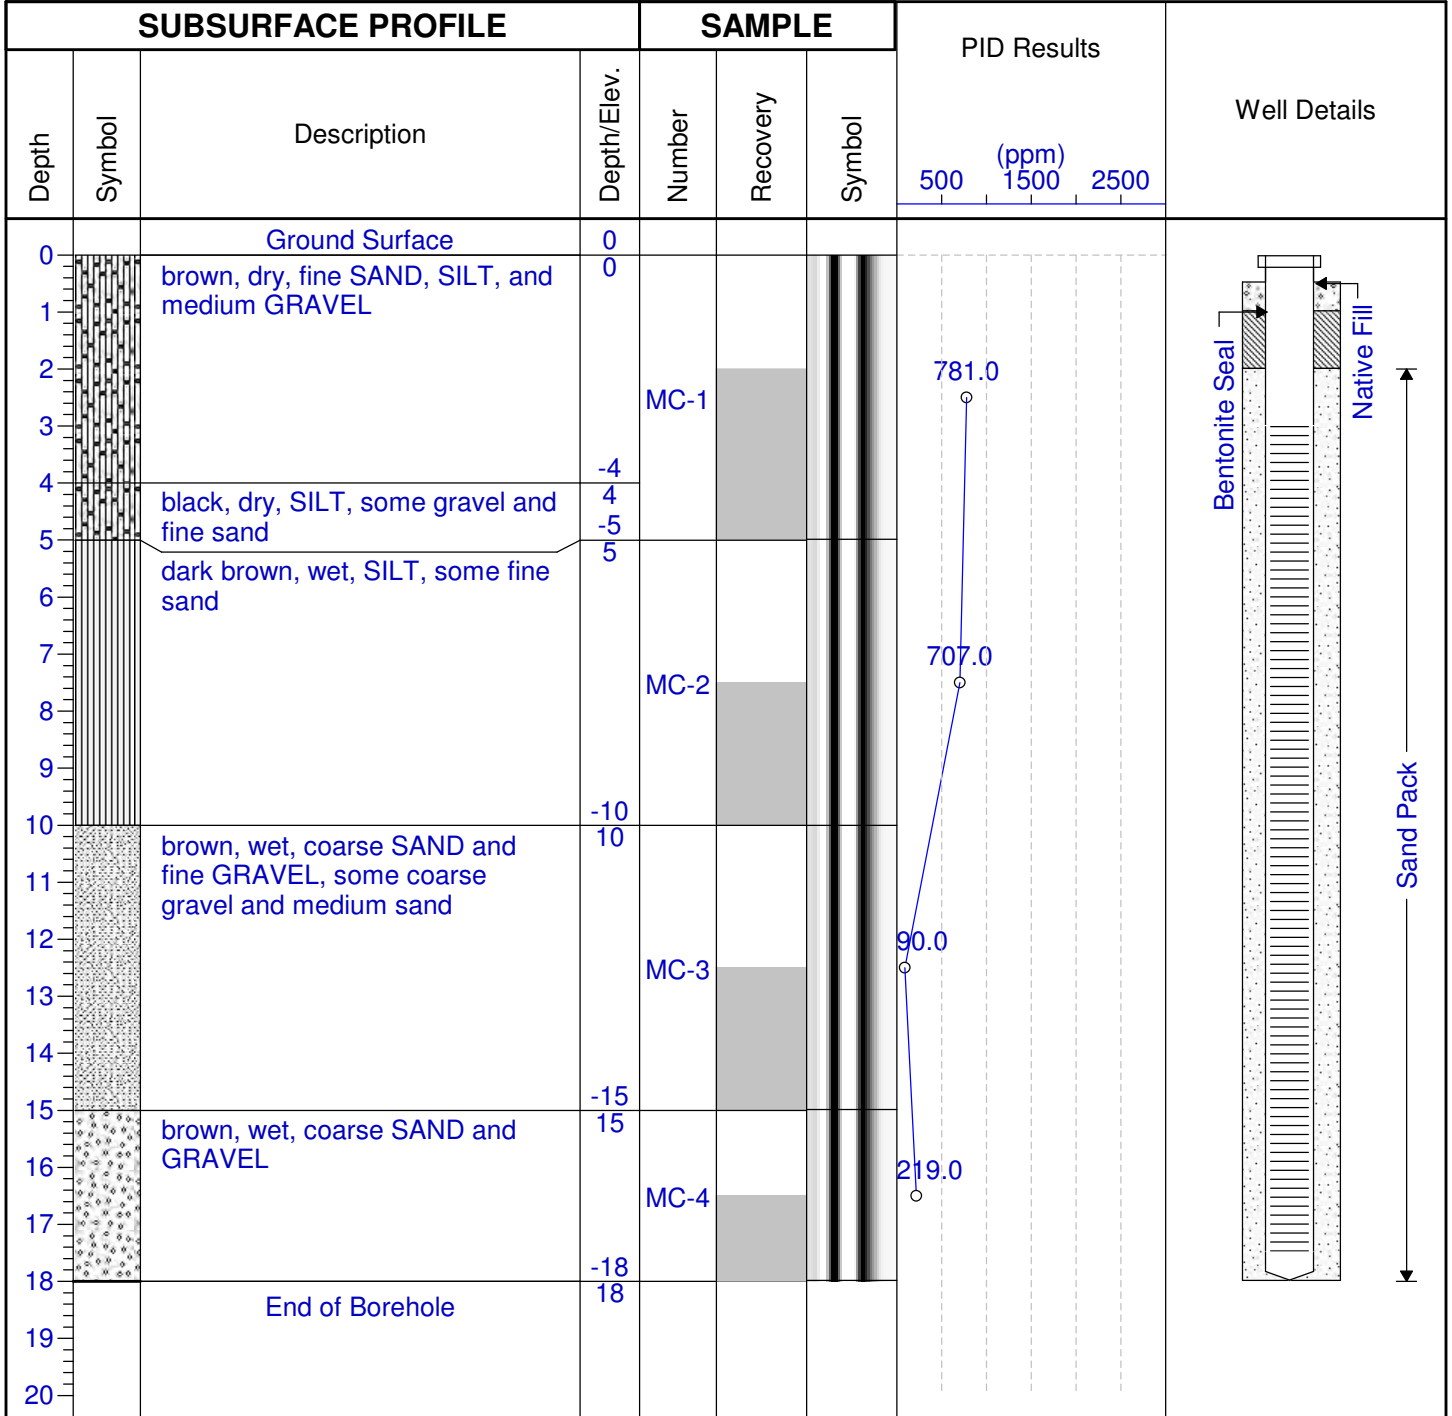 SUBSURFACE PROFILE
SAMPLE
PID Results
Well Details
Depth
Symbol
Description
Depth/Elev.
Number
Recovery
Symbol
(ppm)
500 1500 2500
Ground Surface
0
0
0
brown, dry, fine SAND, SILT, and
medium GRAVEL
1
2
3
-4
4
4
black, dry, SILT, some gravel and
fine sand
-5
5
5
dark brown, wet, SILT, some fine
sand
6
7
8
9
-10
10
10
brown, wet, coarse SAND and
fine GRAVEL, some coarse
gravel and medium sand
11
12
13
14
-15
15
15
brown, wet, coarse SAND and
GRAVEL
16
17
-18
18
18
End of Borehole
19
20
MC-1
MC-2
MC-3
MC-4
781.0
707.0
90.0
219.0
Bentonite Seal
Native Fill
Sand Pack